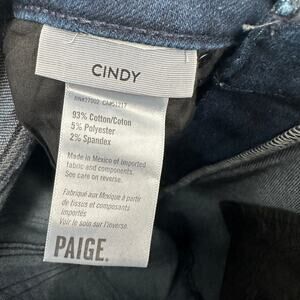 CINDY
93% Cotton/Coton
5% Polyester
2% Spandex
Made in Mexico of imported
fabric and components.
See care on reverse.
Fabriqué aux Mexique à partir
de tissus et composants
importés
Voir le soin sur l'inverse.
PAIGE.